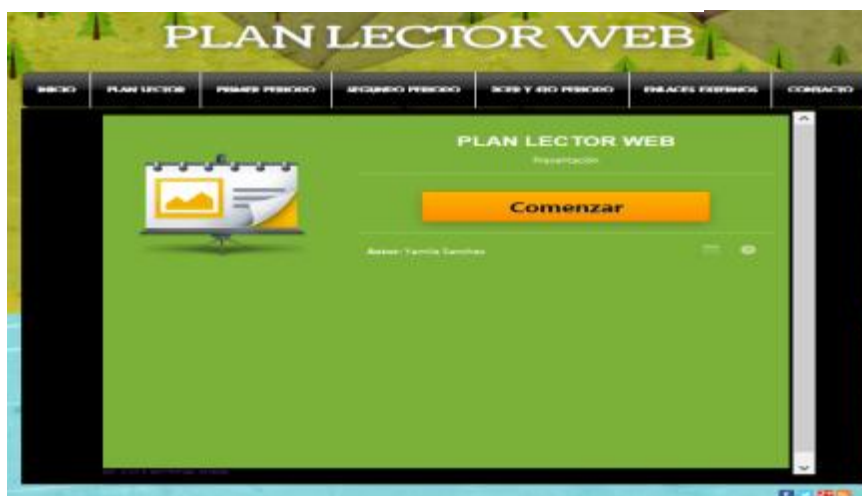 PLAN LECTOR WEB
INICIO PLAN LECTOR PRIMER PERIODO SEGUNDO PERIODO 3CER Y 4TO PERIODO ENLACES EXTERNOS CONTACTO
PLAN LECTOR WEB
Presentación
Comenzar
Autor: Yamila Sanchez